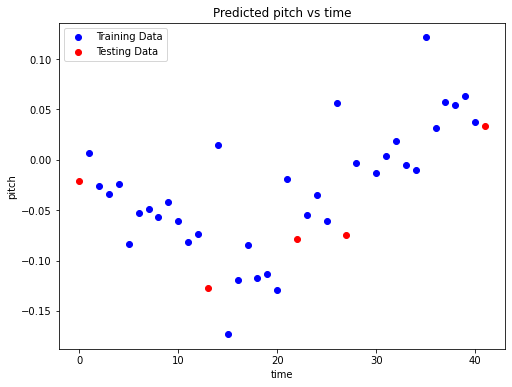 Predicted pitch vs time
Training Data
Testing Data
0.10
0.05
0.00
−0.05
−0.10
−0.15
pitch
0
10
20
30
40
time